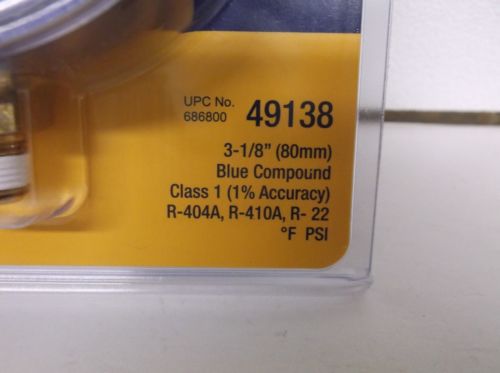 UPC No.
686800 49138
3-1/8" (80mm)
Blue Compound
Class 1 (1% Accuracy)
R-404A, R-410A, R- 22
°F PSI